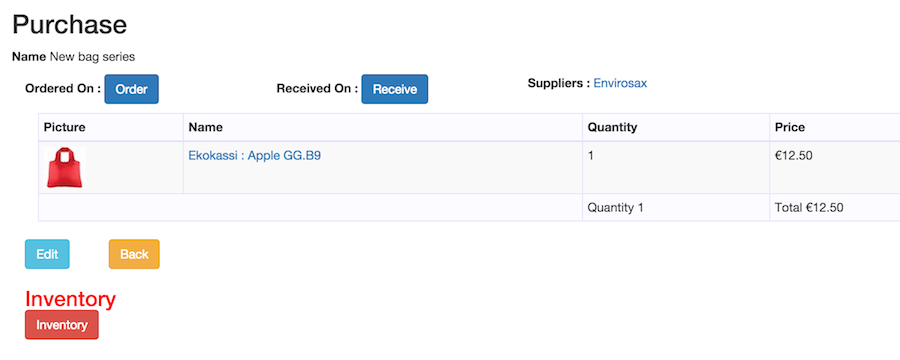 Purchase
Name New bag series
Ordered On : Order Received On : Receive Suppliers : Envirosax
Picture Name Quantity Price
Ekokassi : Apple GG.B9 1 €12.50
Quantity 1 Total €12.50
Edit Back
Inventory
Inventory